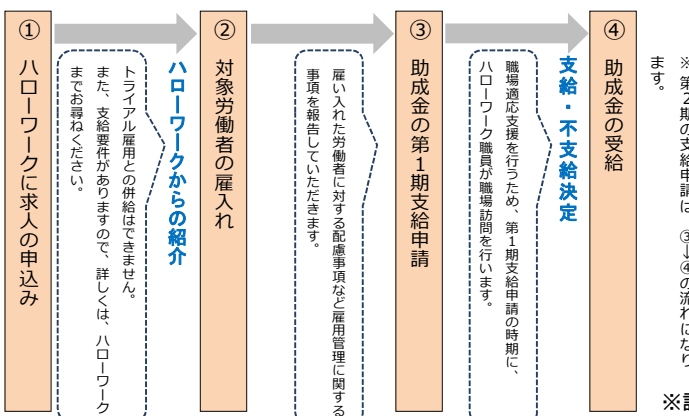 ①
ハローワークに求人の申込み
ハローワークからの紹介
トライアル雇用との併給はできません。
また、支給要件がありますので、詳しくは、ハローワーク
までお尋ねください。
②
対象労働者の雇入れ
雇い入れた労働者に対する配慮事項など雇用管理に関する
事項を報告していただきます。
③
助成金の第1期支給申請
支給・不支給決定
職場適応支援を行うため、第1期支給申請の時期に、
ハローワーク職員が職場訪問を行います。
④
助成金の受給
※ 第2期の支給申請は、③→④の流れになり
ます。
※